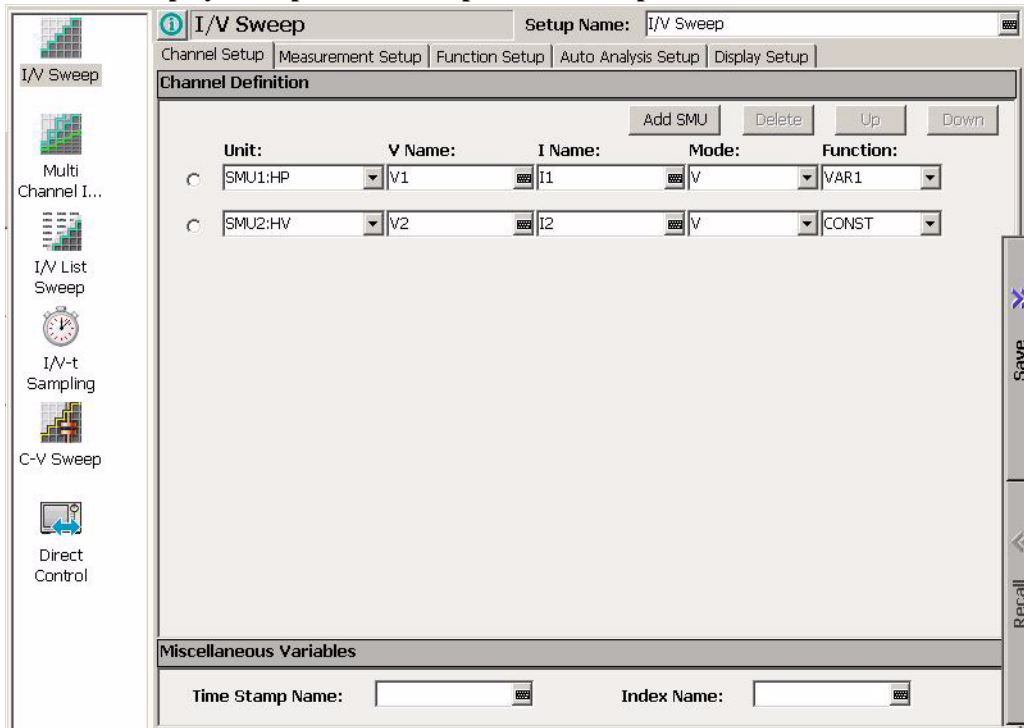 I/V Sweep
Multi
Channel I...
I/V List
Sweep
I/V-t
Sampling
C-V Sweep
Direct
Control
I/V Sweep Setup Name: I/V Sweep
Channel Setup Measurement Setup Function Setup Auto Analysis Setup Display Setup
Channel Definition
Add SMU Delete Up Down
Unit: V Name: I Name: Mode: Function:
SMU1:HP V1 I1 V VAR1
SMU2:HV V2 I2 V CONST
Miscellaneous Variables
Time Stamp Name: Index Name:
Save
Recall